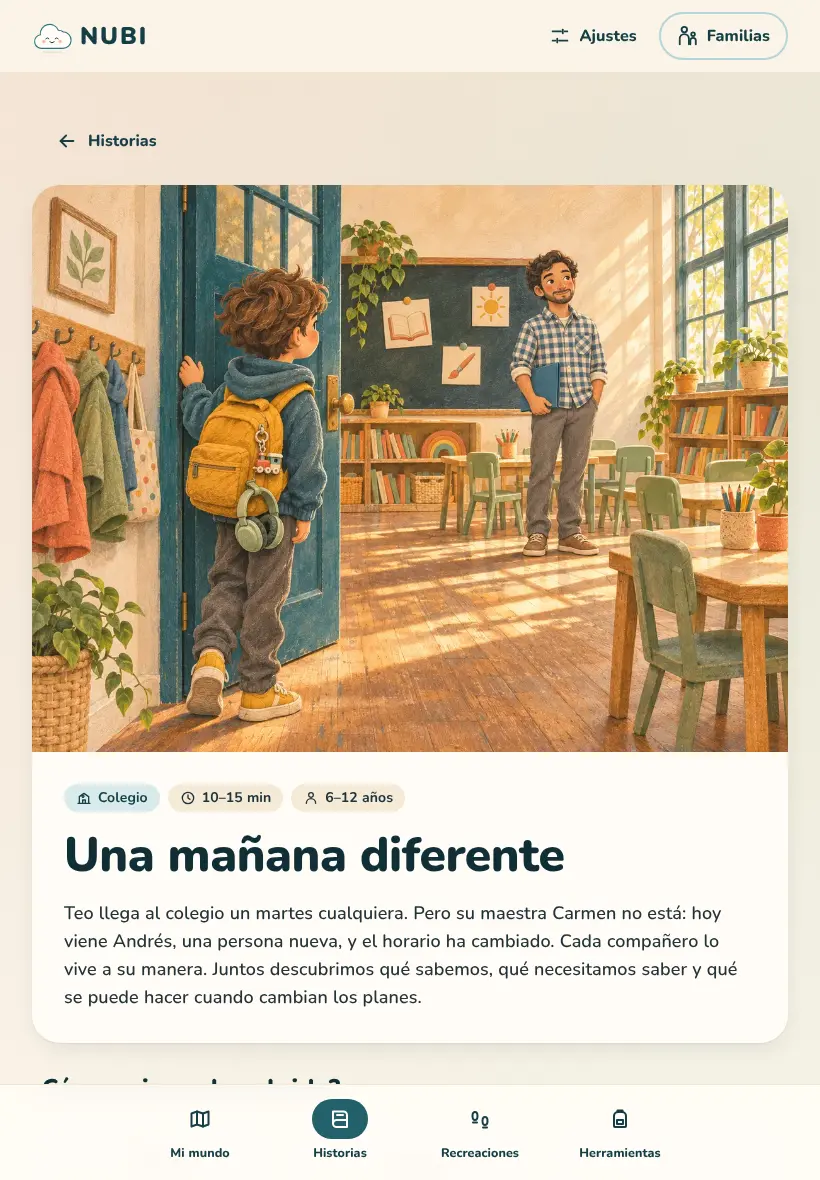 NUBI
Ajustes
Familias
Historias
Colegio
10–15 min
6–12 años
Una mañana diferente
Teo llega al colegio un martes cualquiera. Pero su maestra Carmen no está: hoy
viene Andrés, una persona nueva, y el horario ha cambiado. Cada compañero lo
vive a su manera. Juntos descubrimos qué sabemos, qué necesitamos saber y qué
se puede hacer cuando cambian los planes.
Mi mundo
Historias
Recreaciones
Herramientas